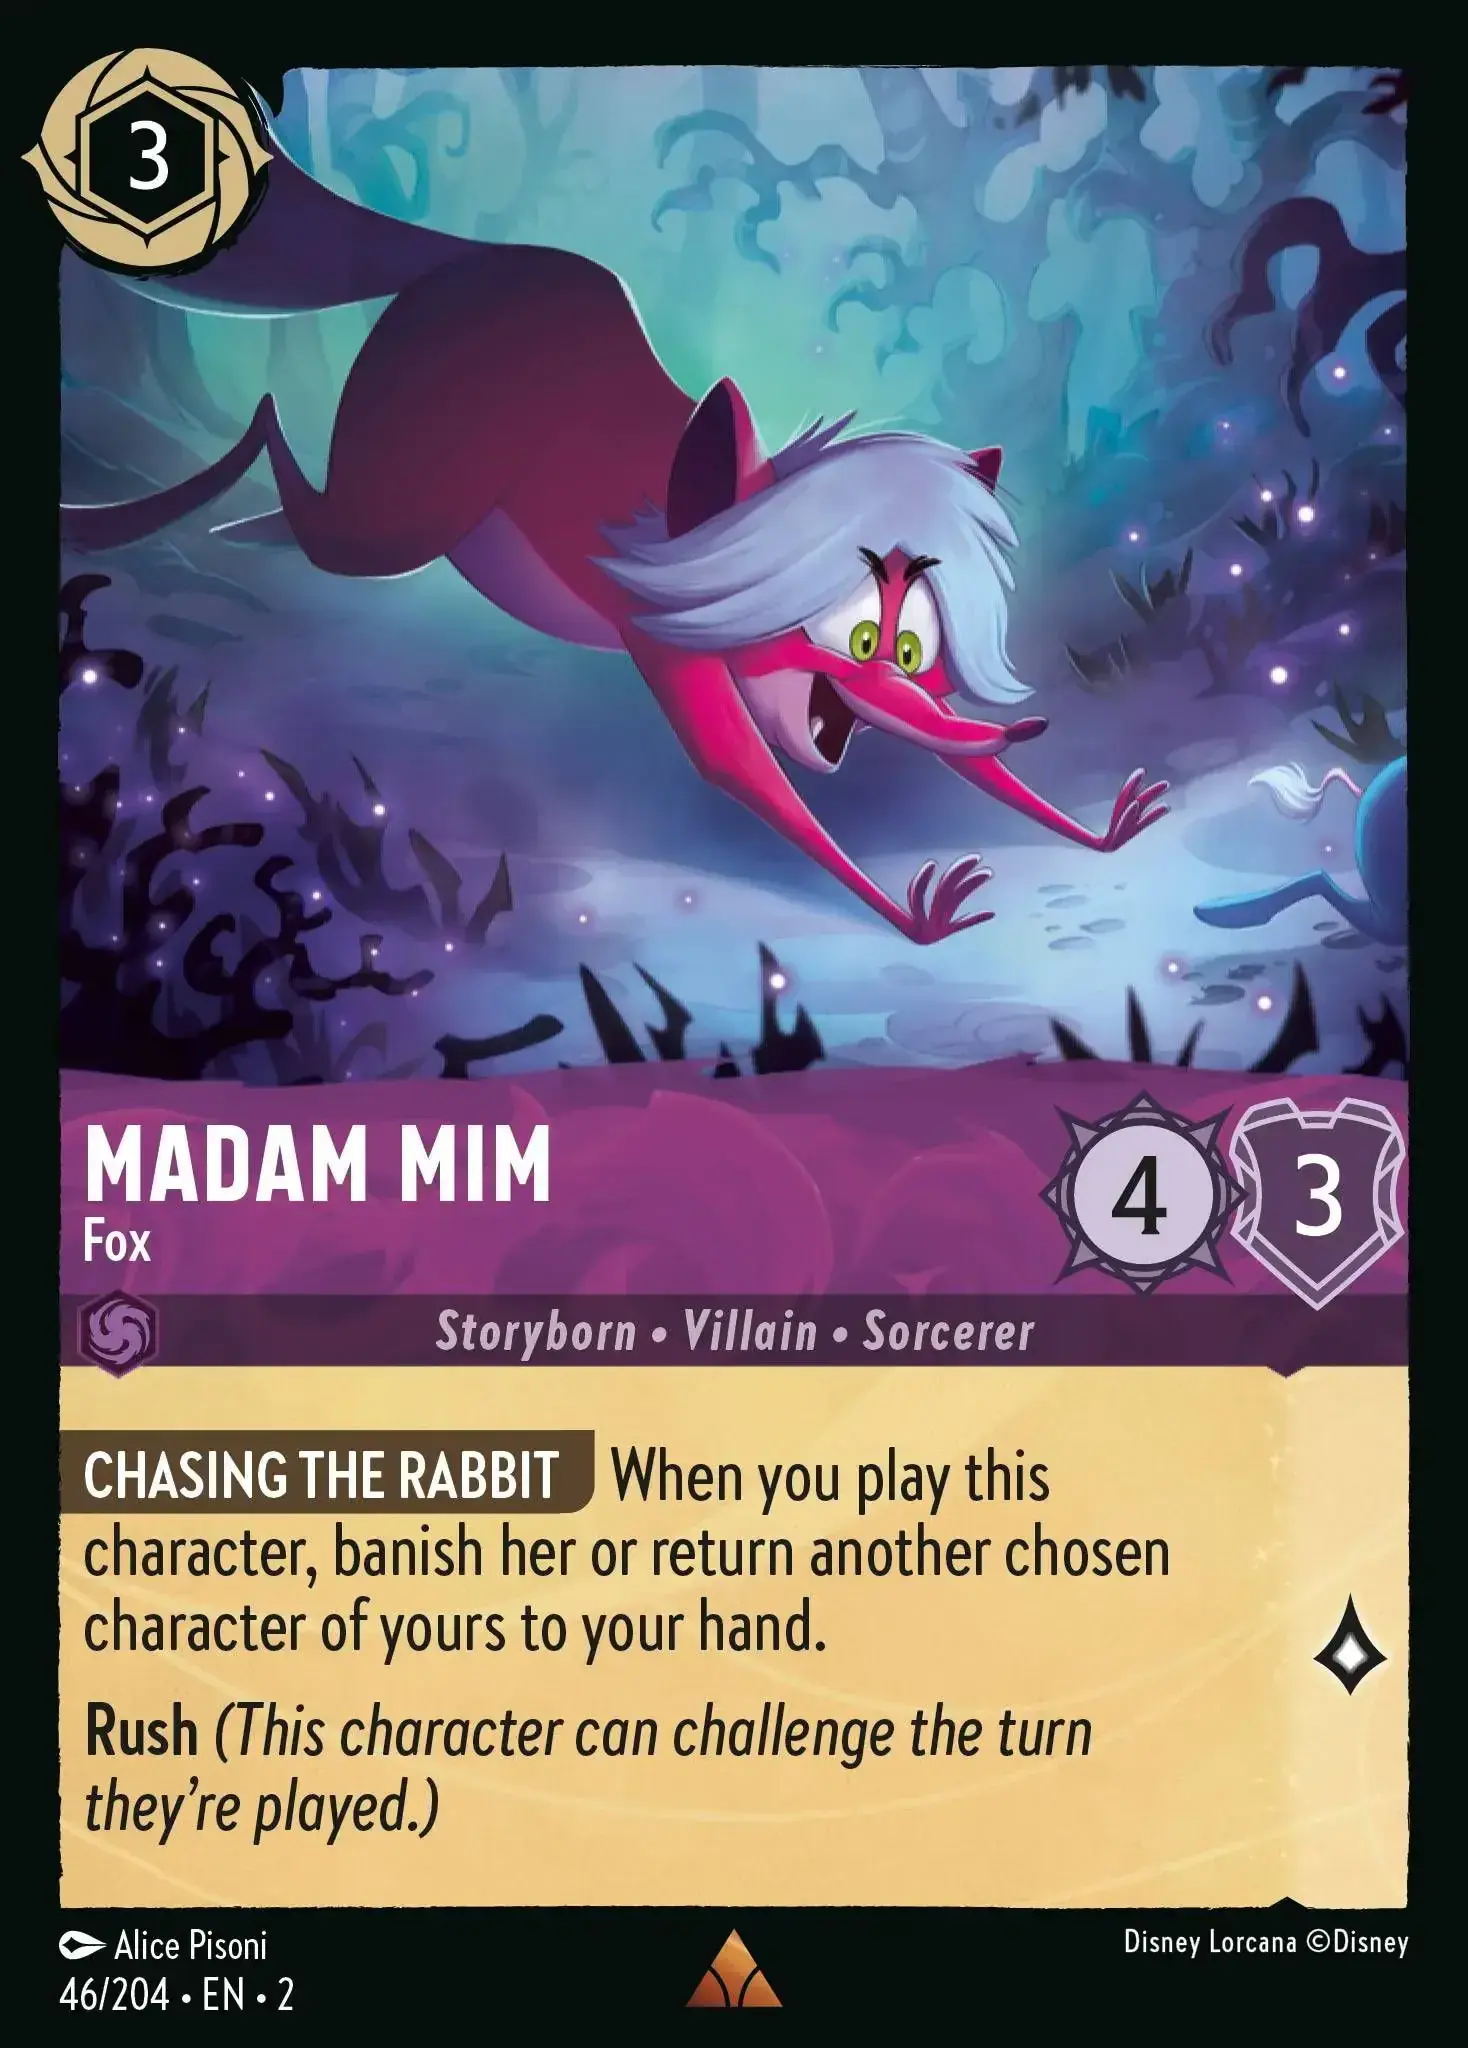 3
MADAM MIM
Fox
4
3
Storyborn • Villain • Sorcerer
CHASING THE RABBIT When you play this
character, banish her or return another chosen
character of yours to your hand.
Rush (This character can challenge the turn
they're played.)
Alice Pisoni
46/204 • EN • 2
Disney Lorcana ©Disney